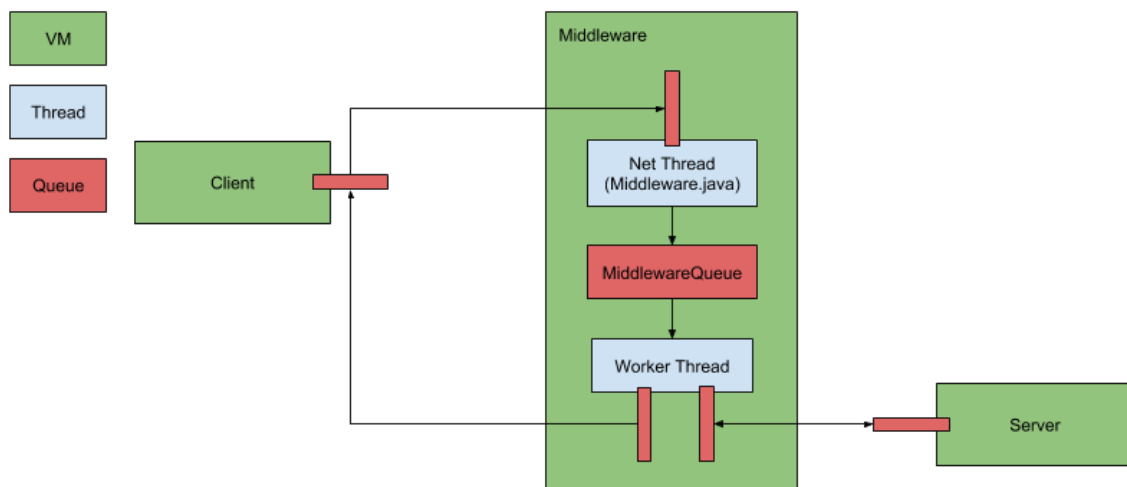 VM
Thread
Queue
Client
Middleware
Net Thread
(Middleware.java)
MiddlewareQueue
Worker Thread
Server